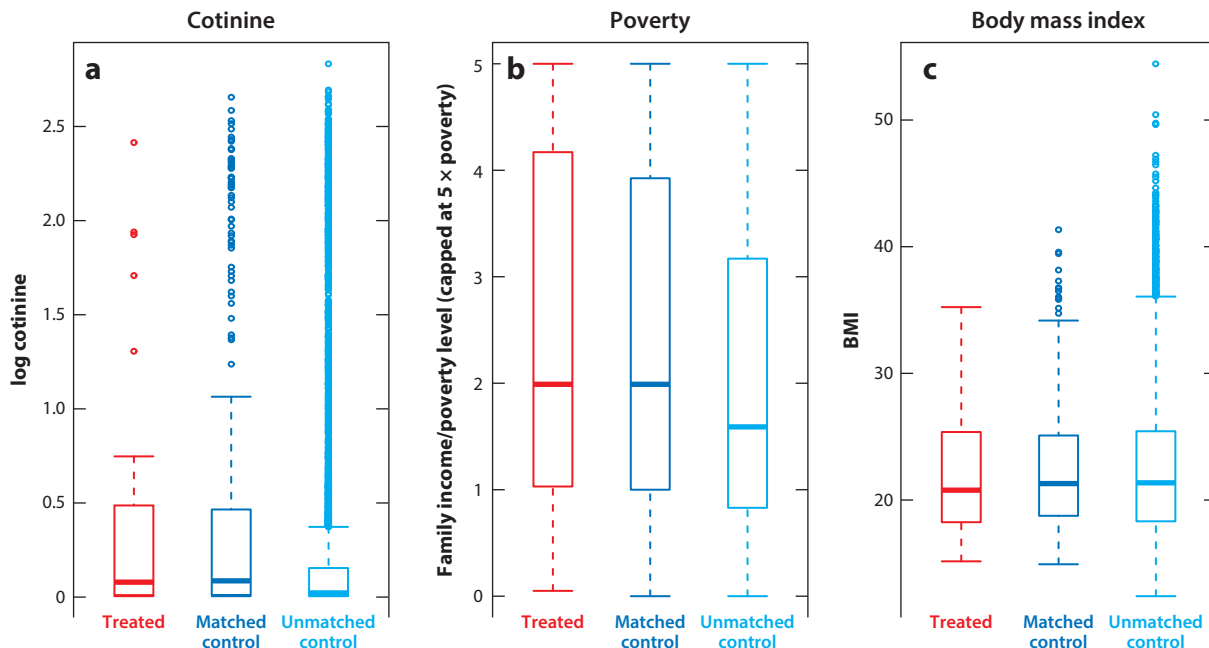 Cotinine
a
log cotinine
2.5
2.0
1.5
1.0
0.5
0
Treated
Matched
control
Unmatched
control
Poverty
b
Family income/poverty level (capped at 5 × poverty)
5
4
3
2
1
0
Treated
Matched
control
Unmatched
control
Body mass index
c
BMI
50
40
30
20
Treated
Matched
control
Unmatched
control